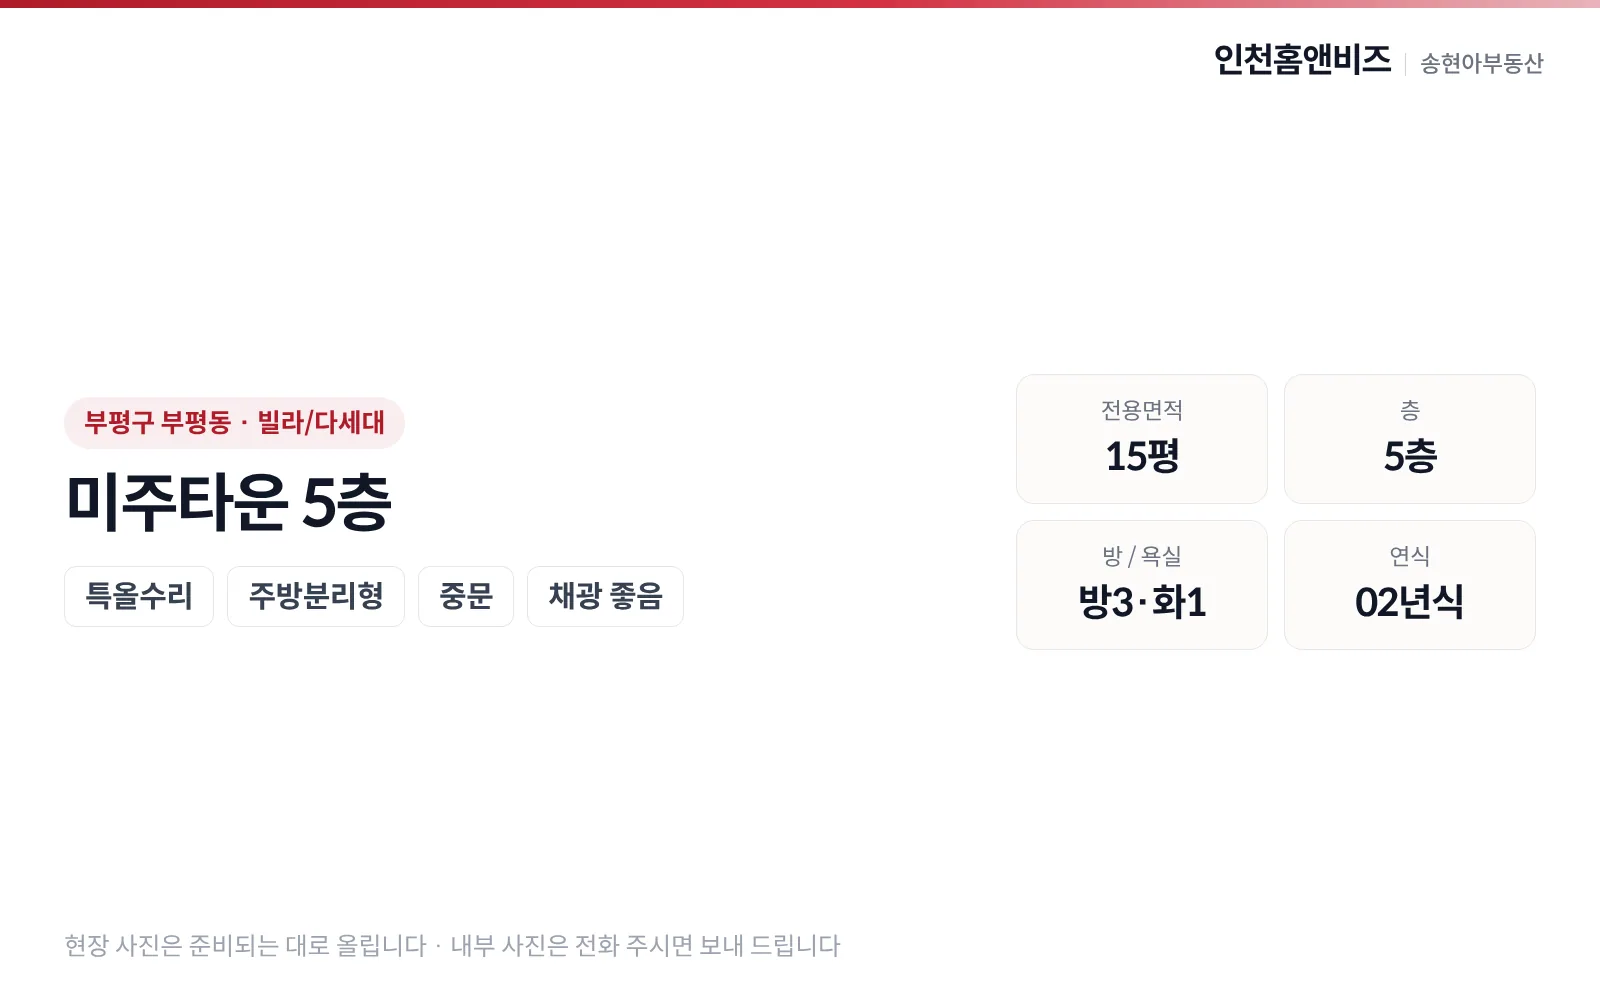 인천홈앤비즈 | 송현아부동산
부평구 부평동 · 빌라/다세대
미주타운 5층
특올수리 주방분리형 중문 채광 좋음
전용면적
15평
층
5층
방 / 욕실
방3·화1
연식
02년식
현장 사진은 준비되는 대로 올립니다 · 내부 사진은 전화 주시면 보내 드립니다